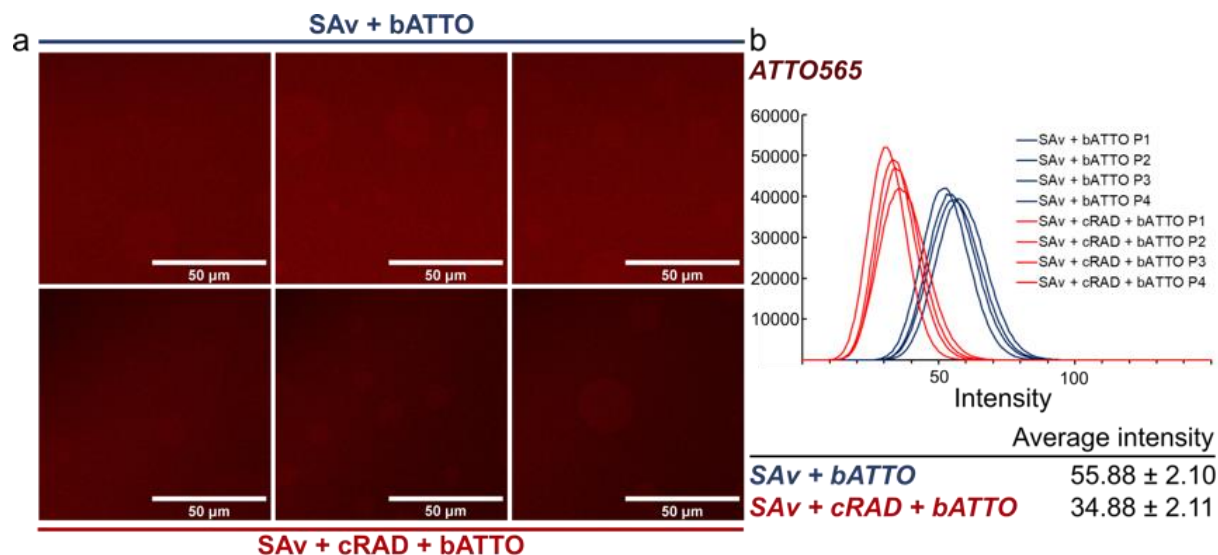 a
SAv + bATTO
50 µm
50 µm
50 µm
50 µm
50 µm
50 µm
SAv + cRAD + bATTO
b
ATTO565
60000
50000
40000
30000
20000
10000
50
100
Intensity
SAv + bATTO P1
SAv + bATTO P2
SAv + bATTO P3
SAv + bATTO P4
SAv + cRAD + bATTO P1
SAv + cRAD + bATTO P2
SAv + cRAD + bATTO P3
SAv + cRAD + bATTO P4
Average intensity
SAv + bATTO 55.88 ± 2.10
SAv + cRAD + bATTO 34.88 ± 2.11